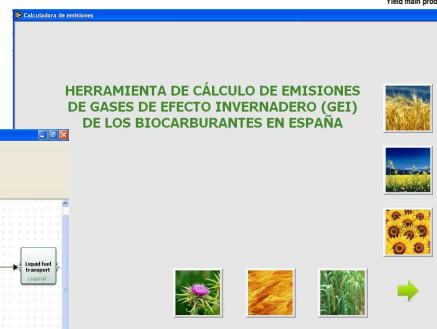 Yield main prod
Calculadora de emisiones
HERRAMIENTA DE CÁLCULO DE EMISIONES
DE GASES DE EFECTO INVERNADERO (GEI)
DE LOS BIOCARBURANTES EN ESPAÑA
Liquid fuel
transport